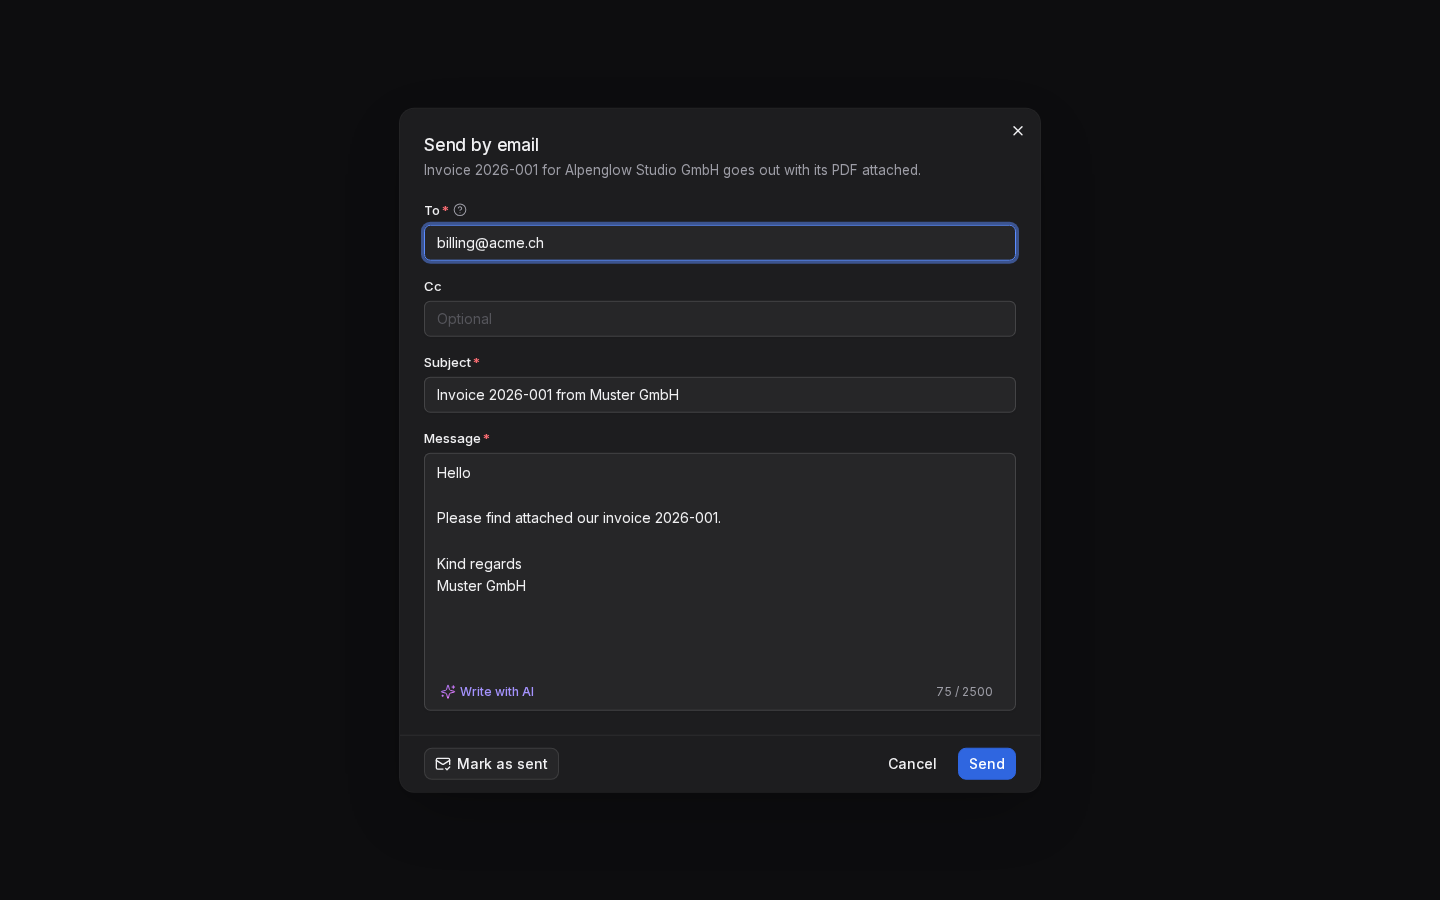 Send by email
Invoice 2026-001 for Alpenglow Studio GmbH goes out with its PDF attached.
To *
billing@acme.ch
Cc
Optional
Subject *
Invoice 2026-001 from Muster GmbH
Message *
Hello
Please find attached our invoice 2026-001.
Kind regards
Muster GmbH
Write with AI
75 / 2500
Mark as sent
Cancel
Send